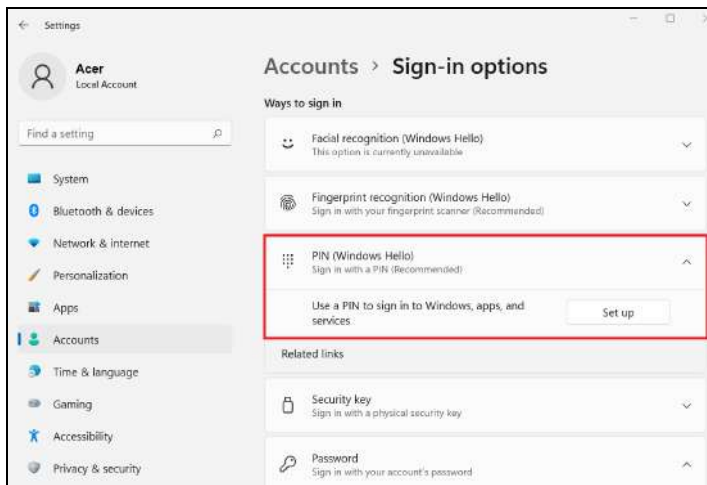 Settings
Acer
Local Account
Find a setting
System
Bluetooth & devices
Network & internet
Personalization
Apps
Accounts
Time & language
Gaming
Accessibility
Privacy & security
Accounts > Sign-in options
Ways to sign in
Facial recognition (Windows Hello)
This option is currently unavailable
Fingerprint recognition (Windows Hello)
Sign in with your fingerprint scanner (Recommended)
PIN (Windows Hello)
Sign in with a PIN (Recommended)
Use a PIN to sign in to Windows, apps, and
services
Set up
Related links
Security key
Sign in with a physical security key
Password
Sign in with your account's password